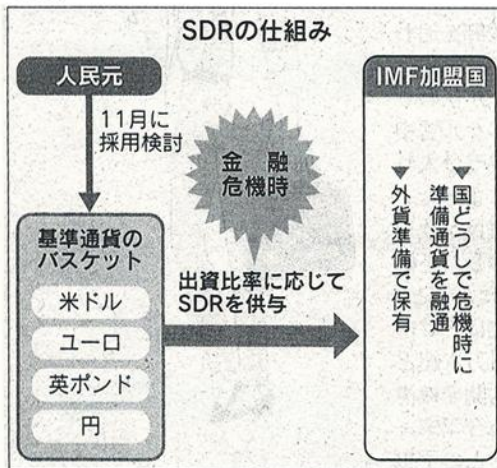 SDRの仕組み
人民元
11月に
採用検討
金融
危機時
基準通貨の
バスケット
米ドル
ユーロ
英ポンド
円
出資比率に応じて
SDRを供与
IMF加盟国
▼国どうしで危機時に
準備通貨を融通
▼外貨準備で保有